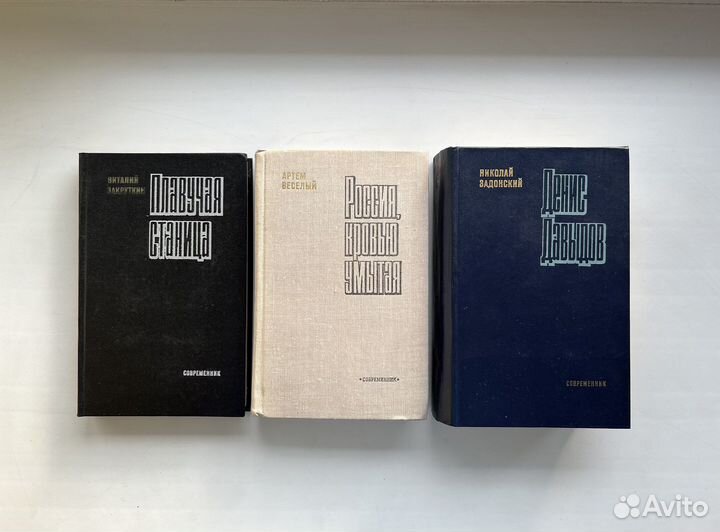 ВИТАЛИЙ
ЗАКРУТКИН
Плавучая
станица
СОВРЕМЕННИК
АРТЕМ
ВЕСЕЛЫЙ
Россия,
кровью
умытая
«СОВРЕМЕННИК»
НИКОЛАЙ
ЗАДОНСКИЙ
Денис
Давыдов
СОВРЕМЕННИК
Avito